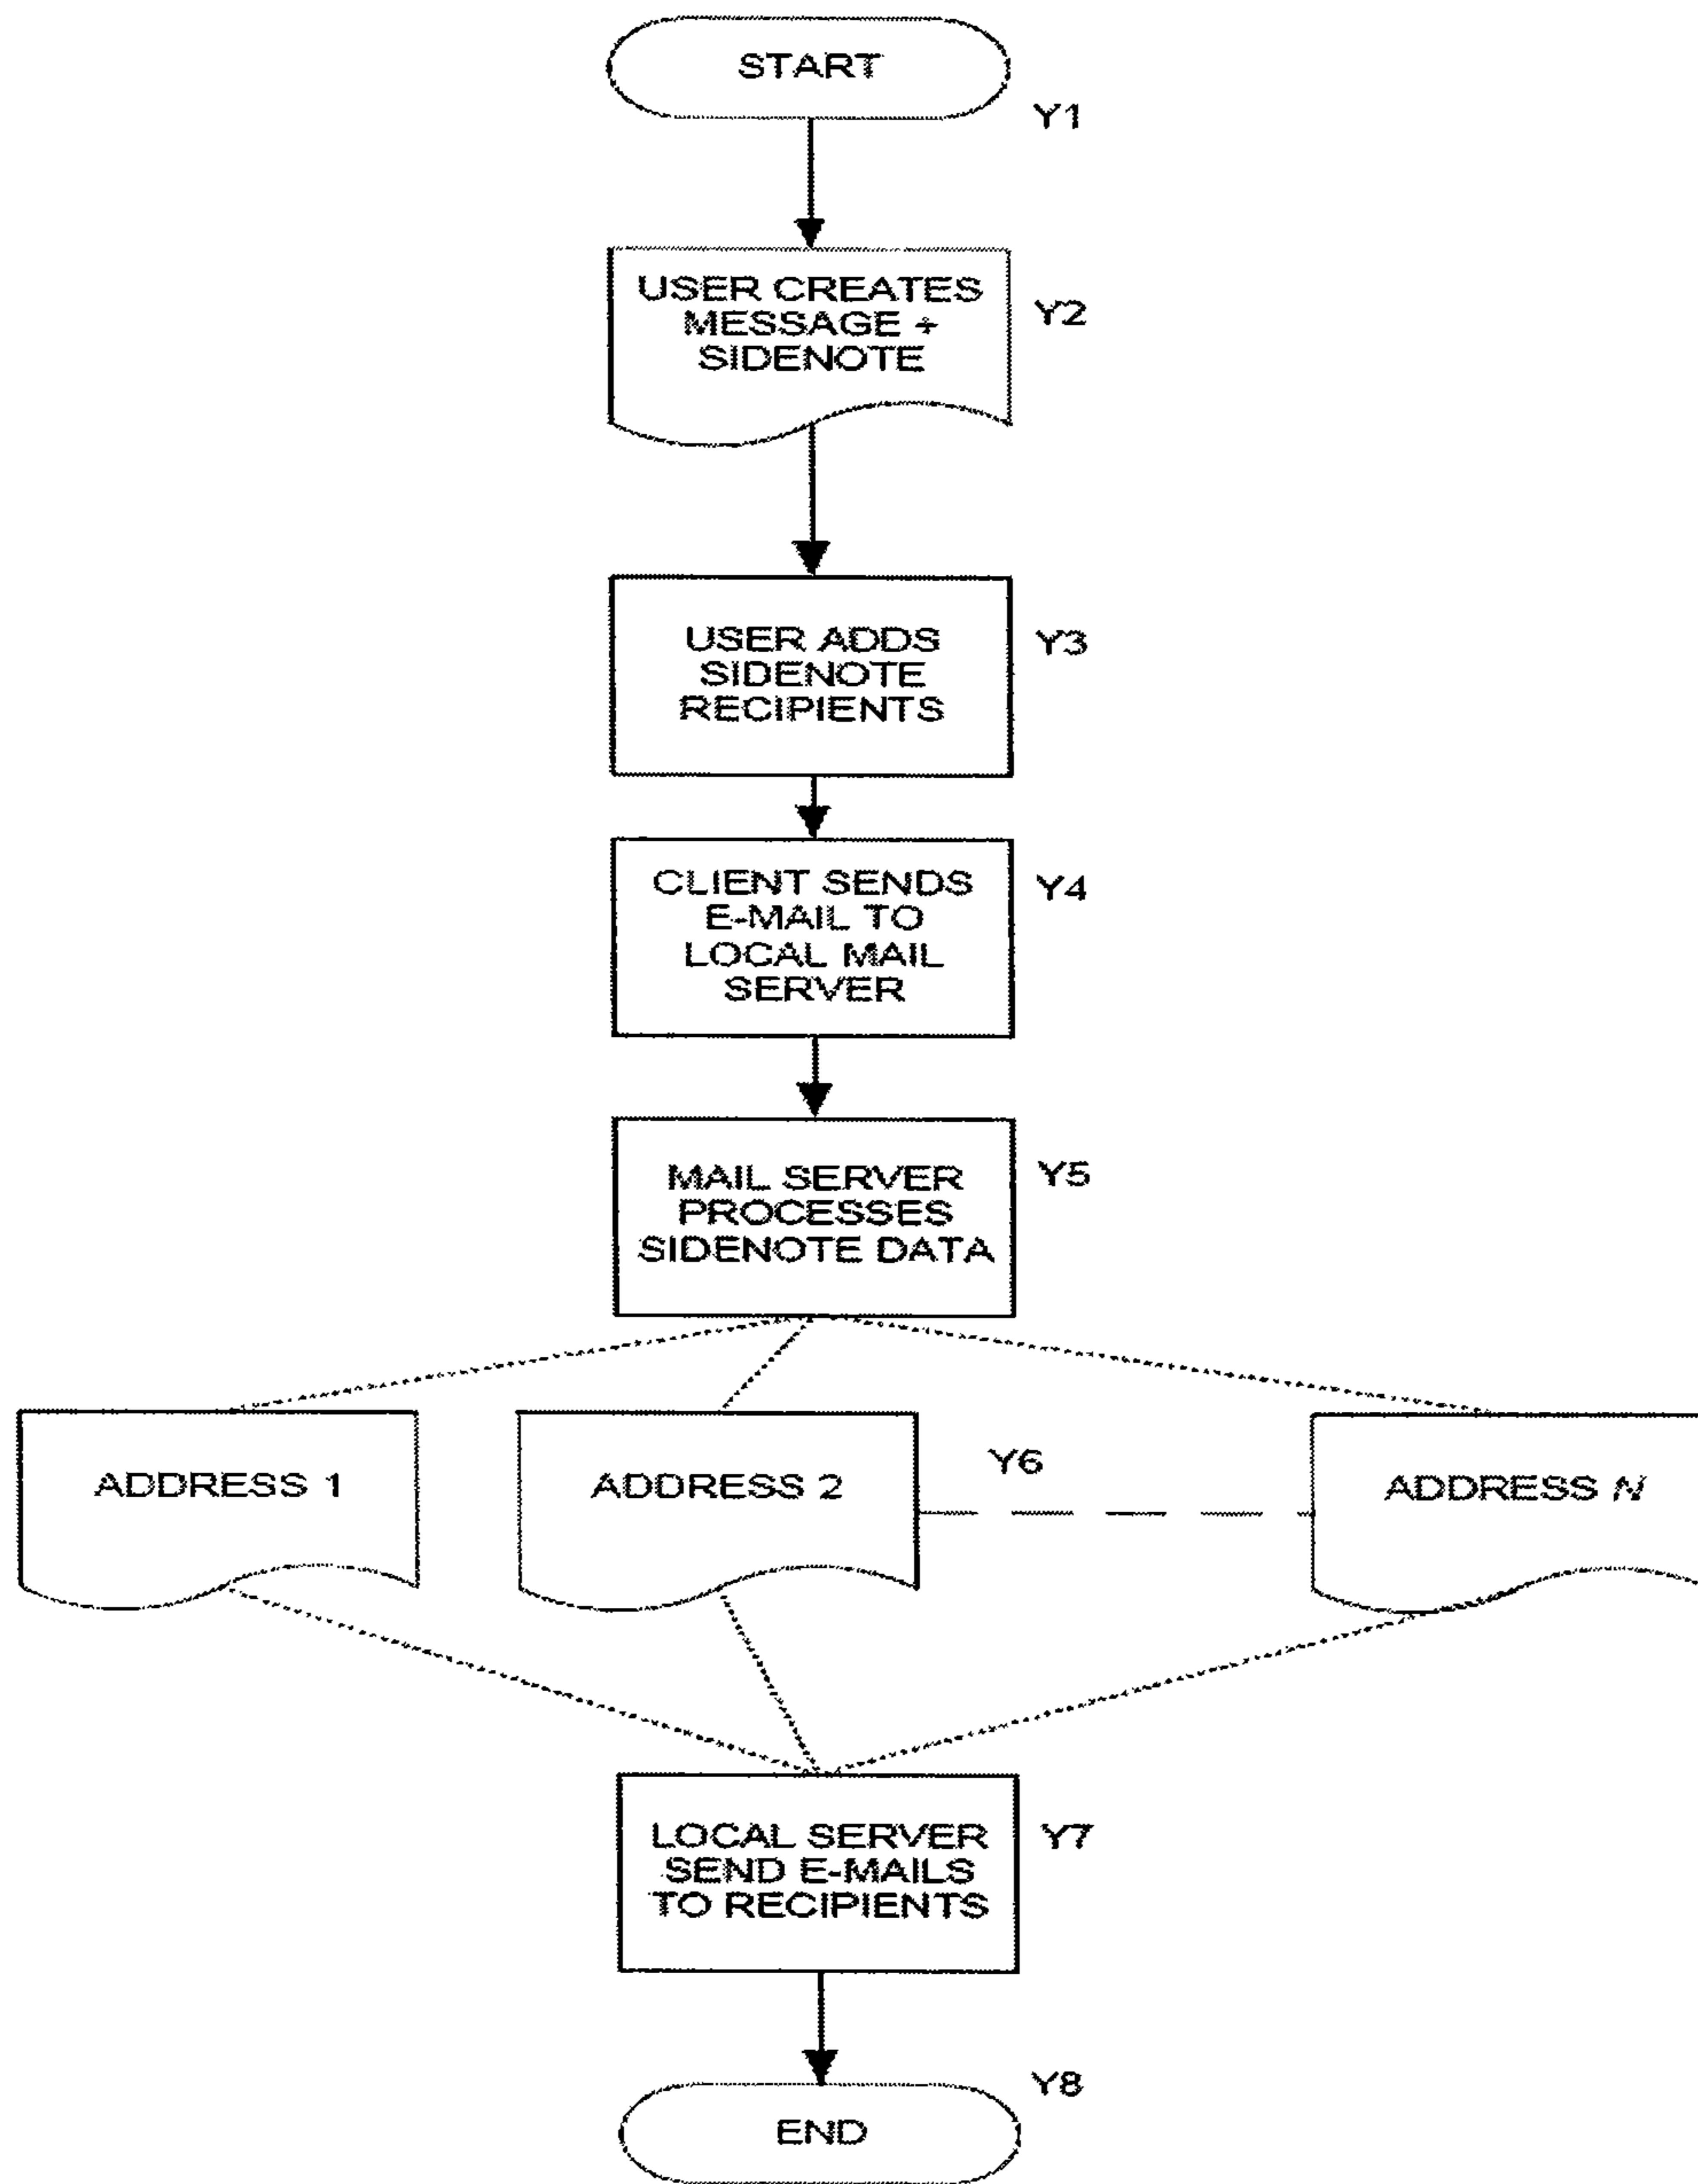 START
Y1
USER CREATES
MESSAGE +
SIDENOTE
Y2
USER ADDS
SIDENOTE
RECIPIENTS
Y3
CLIENT SENDS
E-MAIL TO
LOCAL MAIL
SERVER
Y4
MAIL SERVER
PROCESSES
SIDENOTE DATA
Y5
ADDRESS 1
ADDRESS 2
Y6
ADDRESS N
LOCAL SERVER
SEND E-MAILS
TO RECIPIENTS
Y7
Y8
END